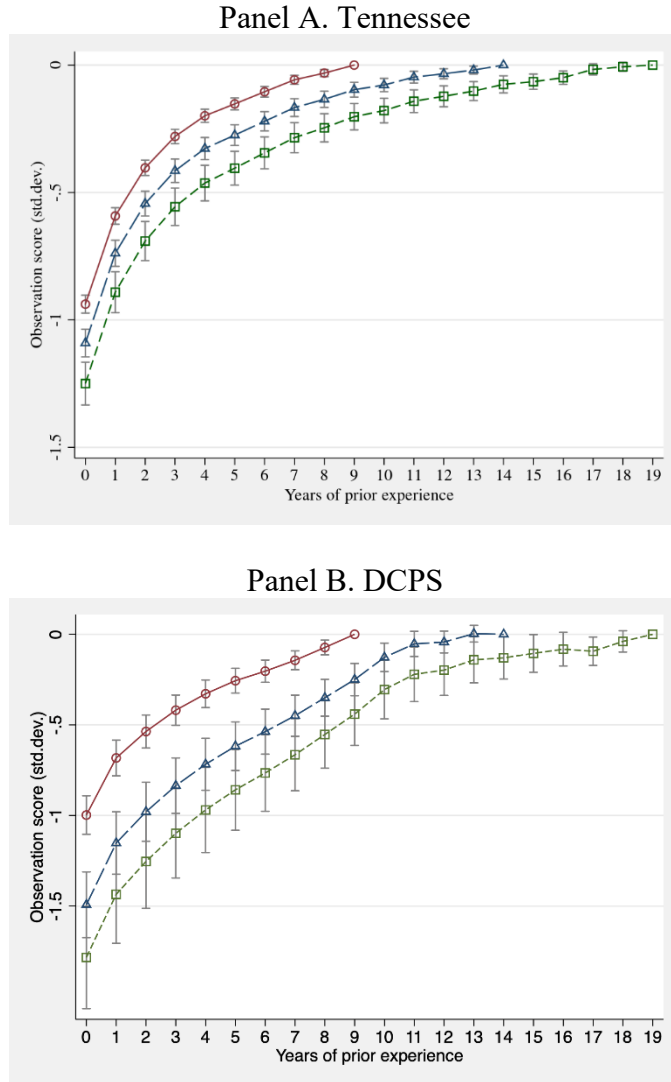 Panel A. Tennessee
0
-.5
-1
-1.5
Observation score (std.dev.)
0 1 2 3 4 5 6 7 8 9 10 11 12 13 14 15 16 17 18 19
Years of prior experience
Panel B. DCPS
0
-.5
-1
-1.5
Observation score (std.dev.)
0 1 2 3 4 5 6 7 8 9 10 11 12 13 14 15 16 17 18 19
Years of prior experience